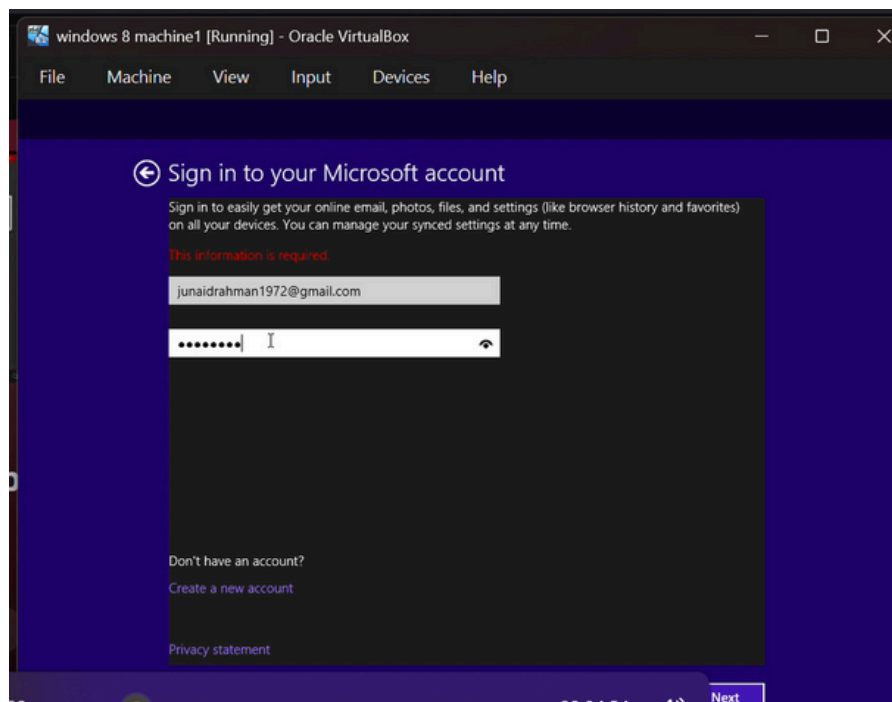 windows 8 machine1 [Running] - Oracle VirtualBox
File Machine View Input Devices Help
Sign in to your Microsoft account
Sign in to easily get your online email, photos, files, and settings (like browser history and favorites)
on all your devices. You can manage your synced settings at any time.
This information is required.
junaidrahman1972@gmail.com
Don't have an account?
Create a new account
Privacy statement
Next